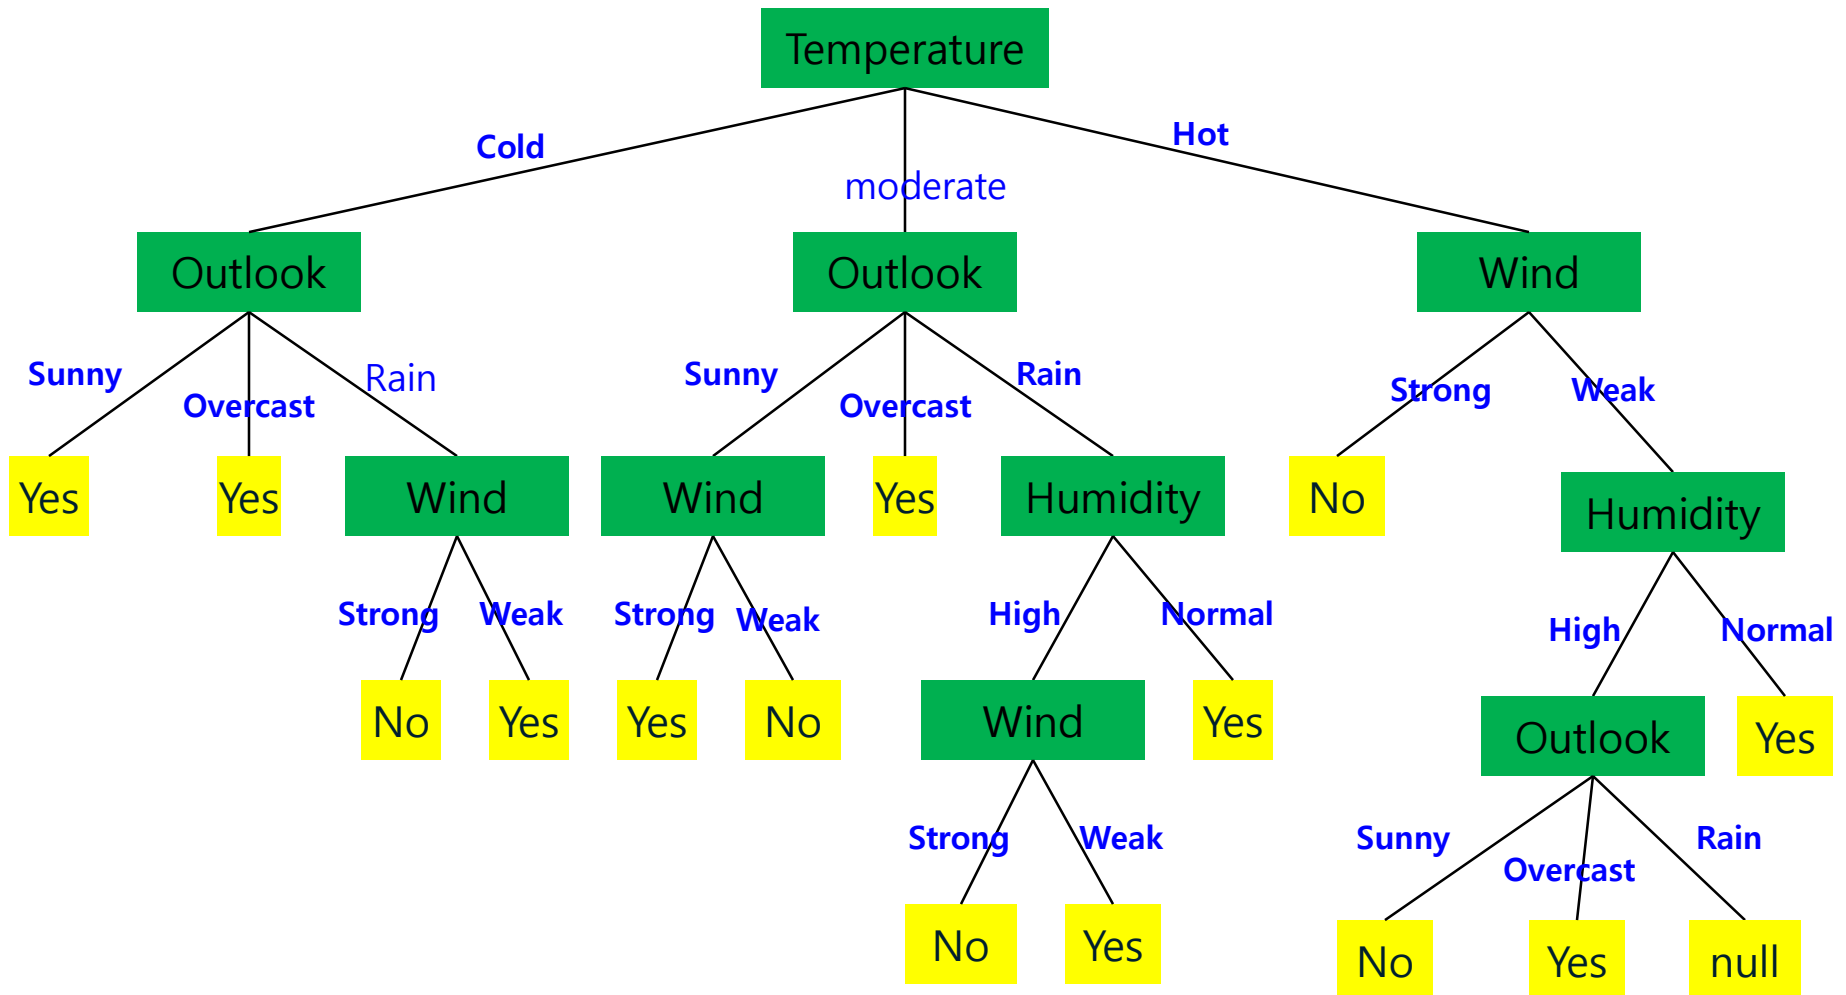 Temperature
Cold
Hot
moderate
Outlook
Outlook
Wind
Sunny
Overcast
Rain
Sunny
Overcast
Rain
Strong
Weak
Yes
Yes
Wind
Wind
Yes
Humidity
No
Humidity
Strong
Weak
Strong
Weak
High
Normal
High
Normal
No
Yes
Yes
No
Wind
Yes
Outlook
Yes
Strong
Weak
Sunny
Overcast
Rain
No
Yes
No
Yes
null